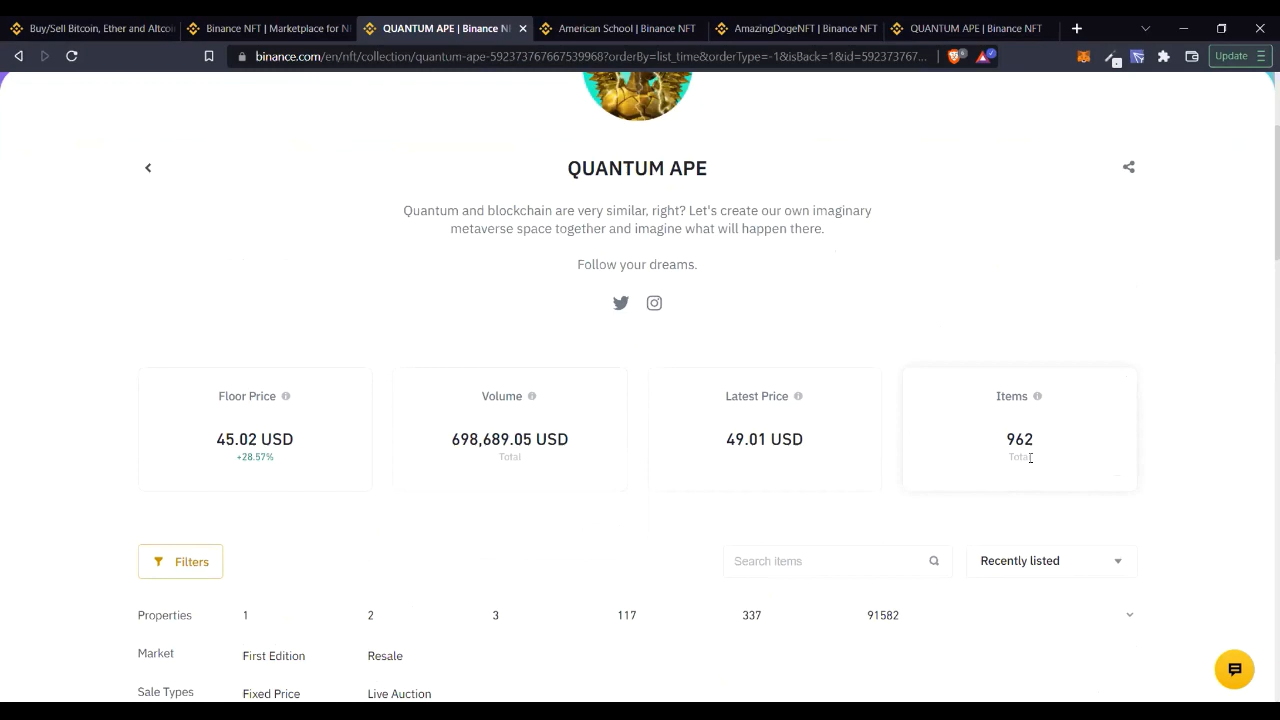 Buy/Sell Bitcoin, Ether and Altcoi
Binance NFT | Marketplace for N
QUANTUM APE | Binance N
American School | Binance NFT
AmazingDogeNFT | Binance NFT
QUANTUM APE | Binance NFT
binance.com/en/nft/collection/quantum-ape-592373767667539968?orderBy=list_time&orderType=-1&isBack=1&id=592373767...
Update
QUANTUM APE
Quantum and blockchain are very similar, right? Let's create our own imaginary
metaverse space together and imagine what will happen there.
Follow your dreams.
Floor Price
45.02 USD
+28.57%
Volume
698,689.05 USD
Total
Latest Price
49.01 USD
Items
962
Total
Filters
Search items
Recently listed
Properties 1 2 3 117 337 91582
Market First Edition Resale
Sale Types Fixed Price Live Auction